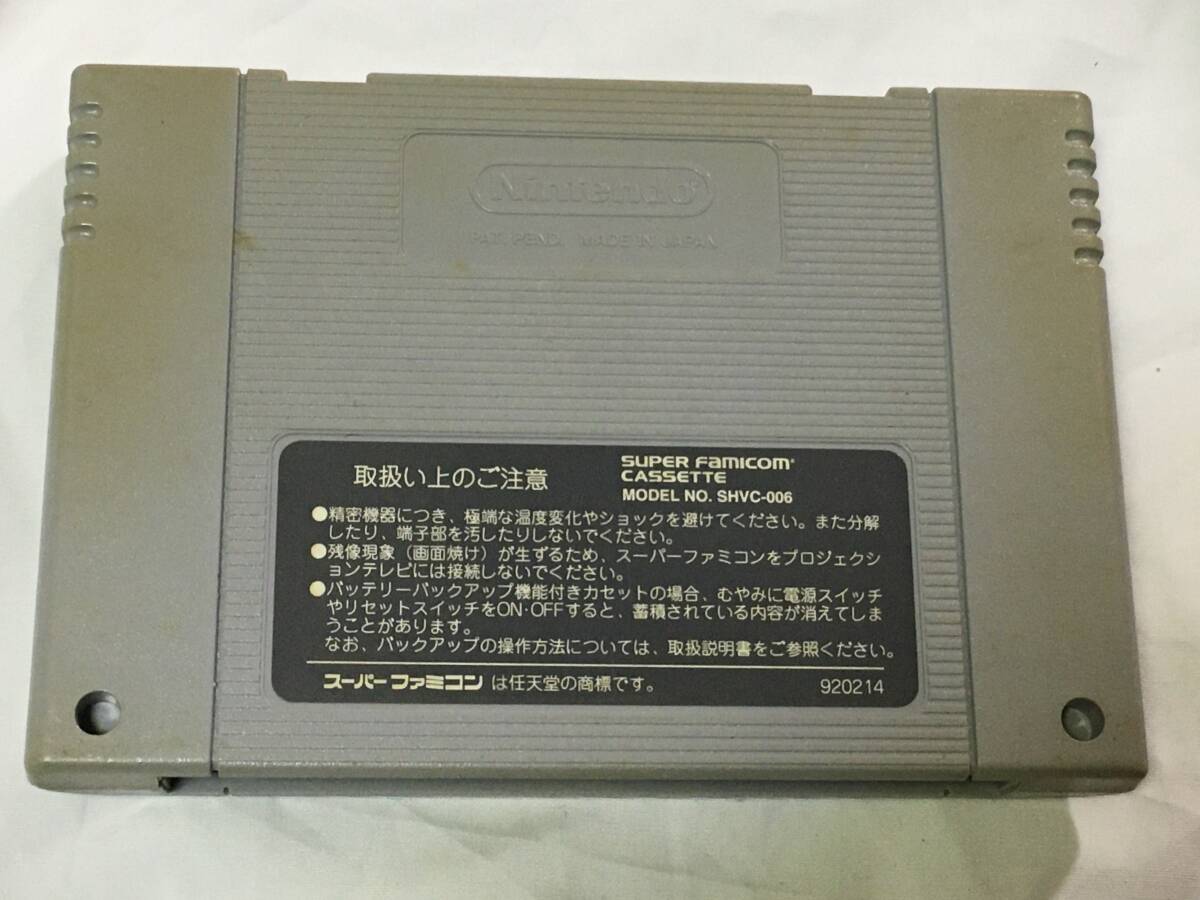 Nintendo®
PAT. PEND. MADE IN JAPAN
取扱い上のご注意
SUPER FAMICOM®
CASSETTE
MODEL NO. SHVC-006
●精密機器につき、極端な温度変化やショックを避けてください。また分解
したり、端子部を汚したりしないでください。
●残像現象（画面焼け）が生ずるため、スーパーファミコンをプロジェクシ
ョンテレビには接続しないでください。
●バッテリーバックアップ機能付きカセットの場合、むやみに電源スイッチ
やリセットスイッチをON·OFFすると、蓄積されている内容が消えてしま
うことがあります。
なお、バックアップの操作方法については、取扱説明書をご参照ください。
スーパーファミコンは任天堂の商標です。
920214